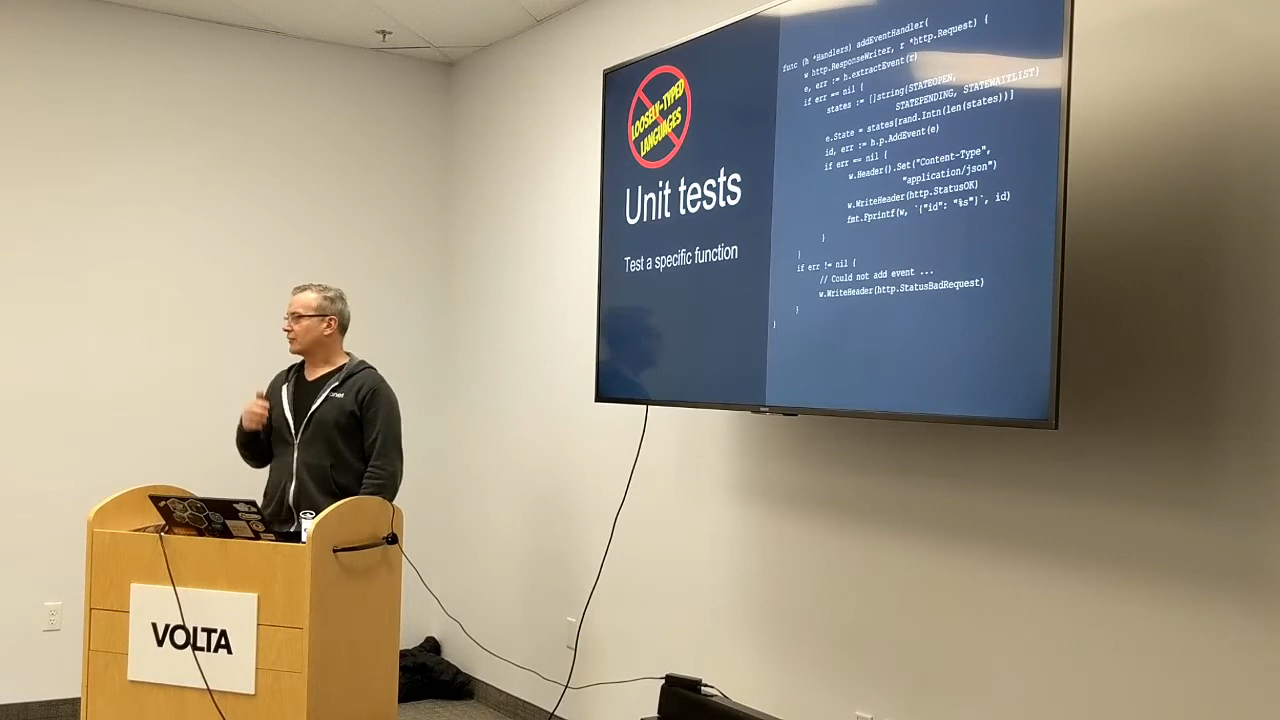 LOOSELY-TYPED
LANGUAGES
Unit tests
Test a specific function
func (h *Handlers) addEventHandler(
w http.ResponseWriter, r *http.Request) {
e, err := h.extractEvent(r)
if err == nil {
states := []string{STATEOPEN,
STATEPENDING, STATEWAITLIST}
e.State = states[rand.Intn(len(states))]
id, err := h.p.AddEvent(e)
if err == nil {
w.Header().Set("Content-Type",
"application/json")
w.WriteHeader(http.StatusOK)
fmt.Fprintf(w, `{"id": "%s"}`, id)
}
}
if err != nil {
// Could not add event ...
w.WriteHeader(http.StatusBadRequest)
}
}
VOLTA